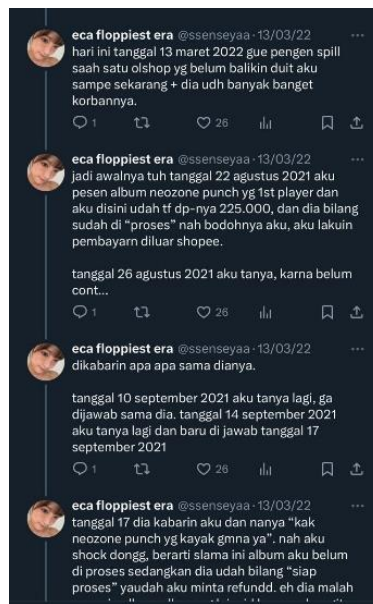 eca floppiest era @ssenseyaa · 13/03/22
hari ini tanggal 13 maret 2022 gue pengen spill
saah satu olshop yg belum balikin duit aku
sampe sekarang + dia udh banyak banget
korbannya.
1 26
eca floppiest era @ssenseyaa · 13/03/22
jadi awalnya tuh tanggal 22 agustus 2021 aku
pesen album neozone punch yg 1st player dan
aku disini udah tf dp-nya 225.000, dan dia bilang
sudah di “proses” nah bodohnya aku, aku lakuin
pembayarn diluar shopee.
tanggal 26 agustus 2021 aku tanya, karna belum
cont...
1 26
eca floppiest era @ssenseyaa · 13/03/22
dikabarin apa apa sama dianya.
tanggal 10 september 2021 aku tanya lagi, ga
dijawab sama dia. tanggal 14 september 2021
aku tanya lagi dan baru di jawab tanggal 17
september 2021
1 26
eca floppiest era @ssenseyaa · 13/03/22
tanggal 17 dia kabarin aku dan nanya “kak
neozone punch yg kayak gmna ya”. nah aku
shock dongg, berarti slama ini album aku belum
di proses sedangkan dia udah bilang “siap
proses” yaudah aku minta refundd. eh dia malah